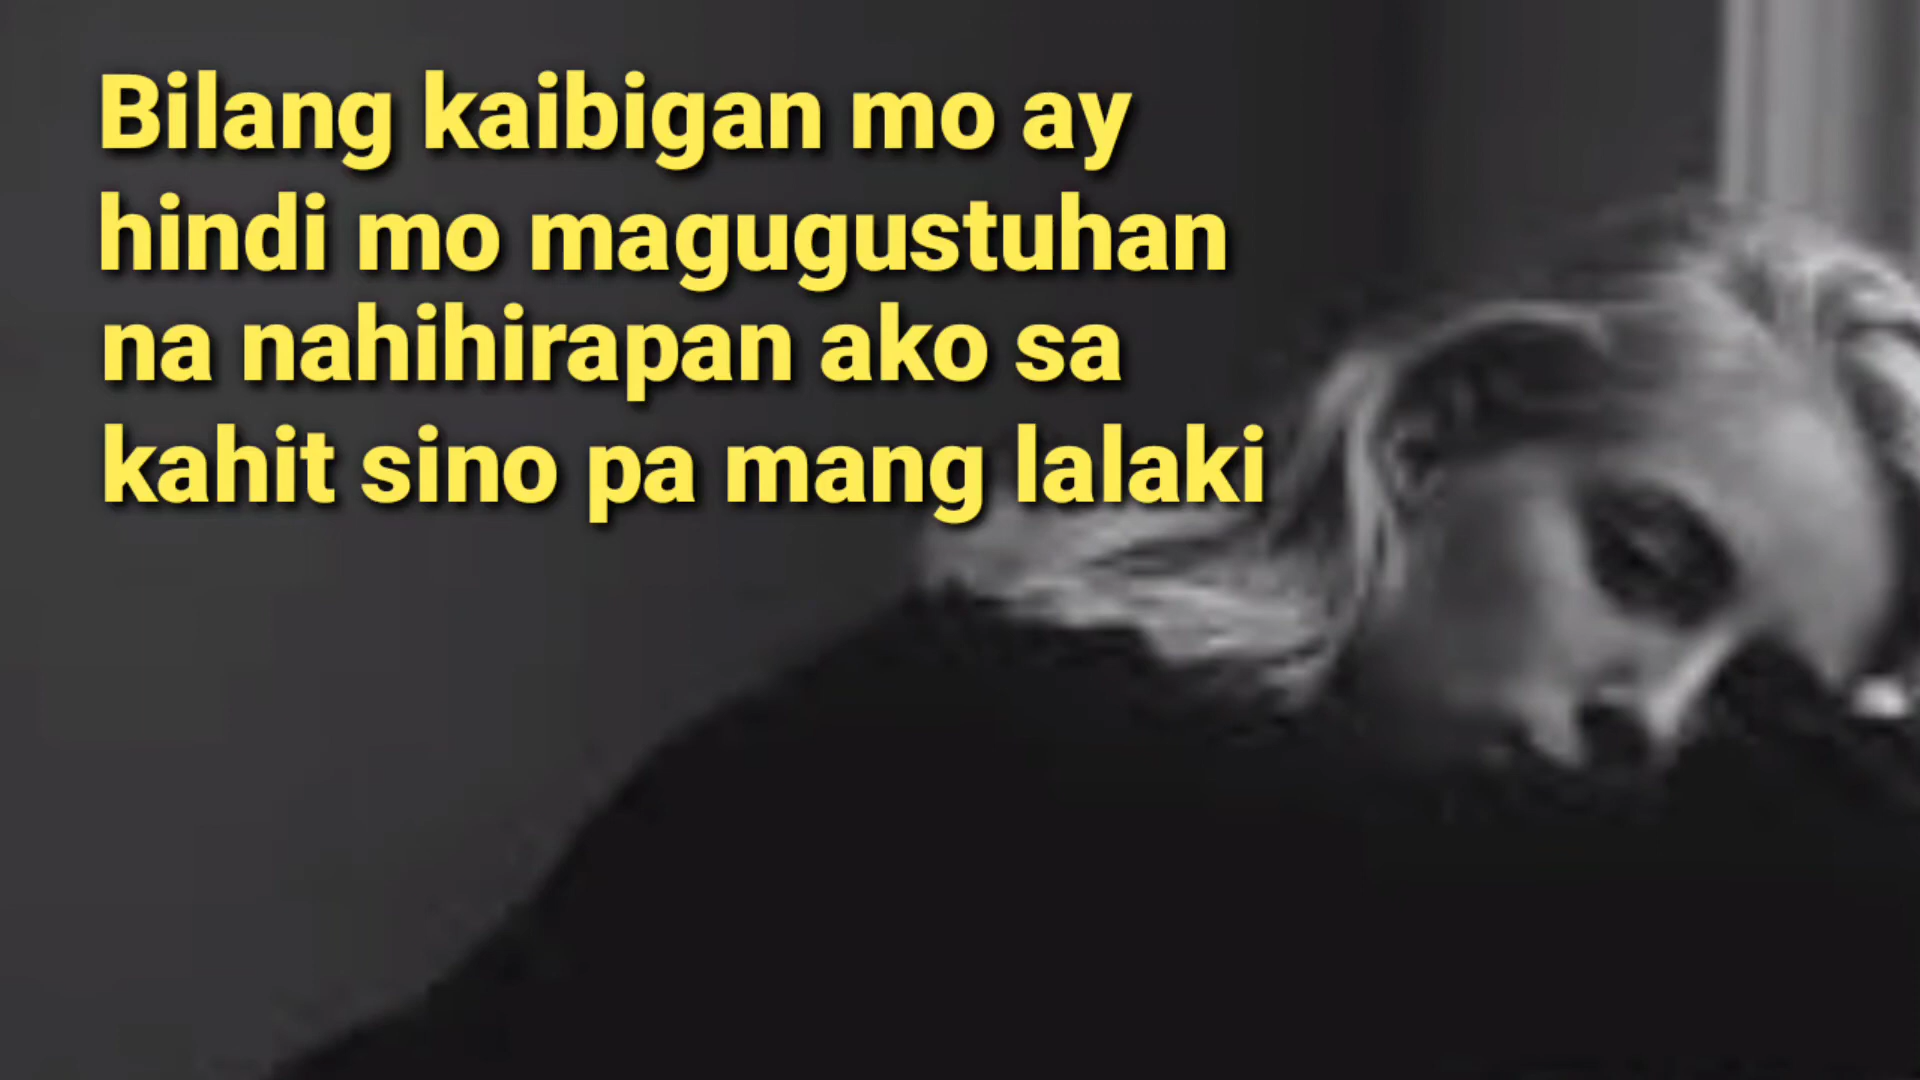 Bilang kaibigan mo ay
hindi mo magugustuhan
na nahihirapan ako sa
kahit sino pa mang lalaki